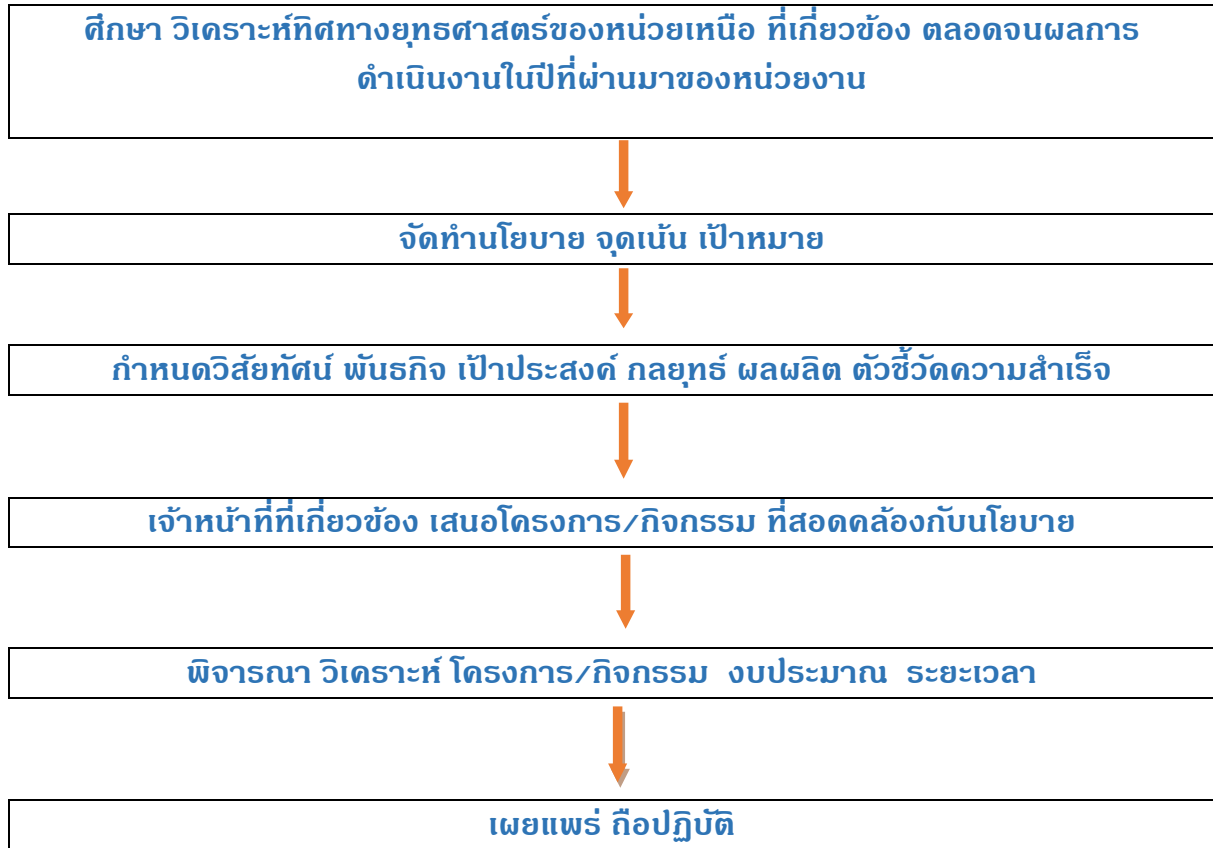 ศึกษา วิเคราะห์ทิศทางยุทธศาสตร์ของหน่วยเหนือ ที่เกี่ยวข้อง ตลอดจนผลการ
ดำเนินงานในปีที่ผ่านมาของหน่วยงาน
จัดทำนโยบาย จุดเน้น เป้าหมาย
กำหนดวิสัยทัศน์ พันธกิจ เป้าประสงค์ กลยุทธ์ ผลผลิต ตัวชี้วัดความสำเร็จ
เจ้าหน้าที่ที่เกี่ยวข้อง เสนอโครงการ/กิจกรรม ที่สอดคล้องกับนโยบาย
พิจารณา วิเคราะห์ โครงการ/กิจกรรม งบประมาณ ระยะเวลา
เผยแพร่ ถือปฏิบัติ